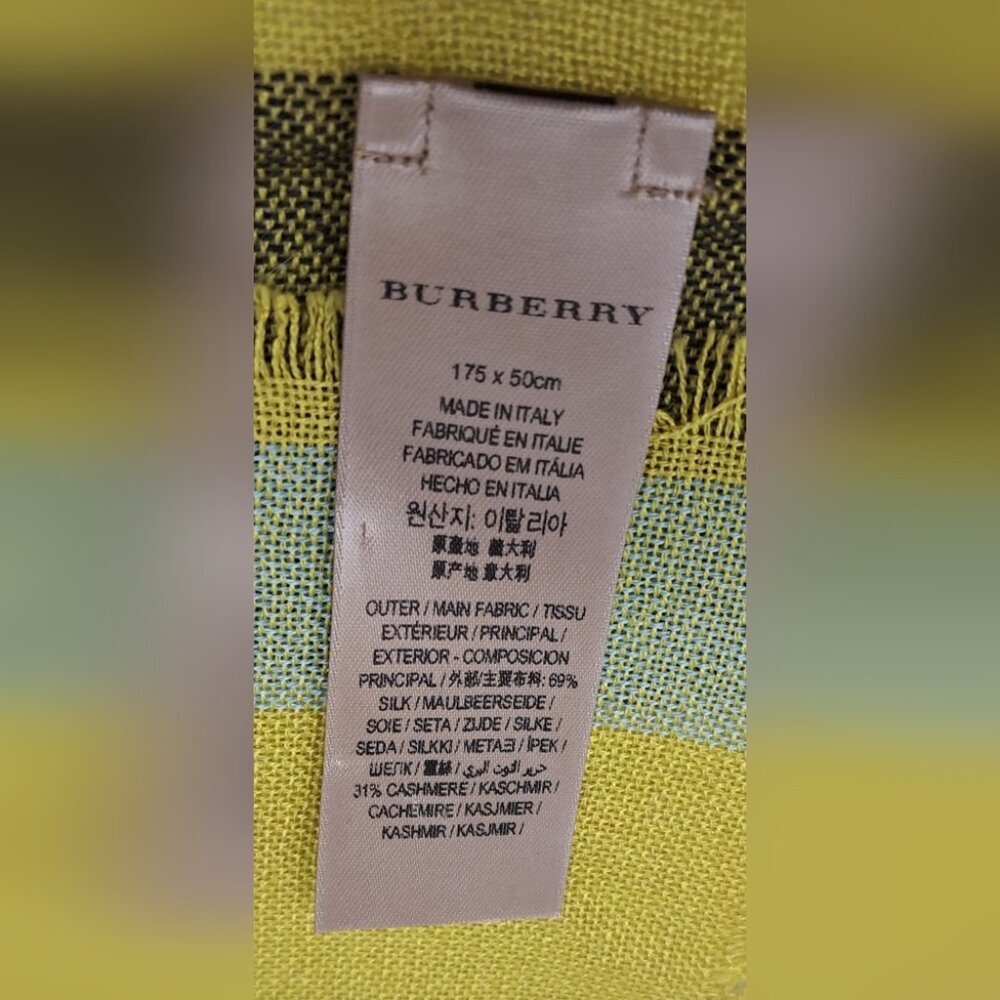 BURBERRY
175 x 50cm
MADE IN ITALY
FABRIQUÉ EN ITALIE
FABRICADO EM ITÁLIA
HECHO EN ITALIA
원산지: 이탈리아
原產地 義大利
原产地 意大利
OUTER / MAIN FABRIC / TISSU
EXTÉRIEUR / PRINCIPAL /
EXTERIOR - COMPOSICION
PRINCIPAL / 外部/主要布料: 69%
SILK / MAULBEERSEIDE /
SOIE / SETA / ZIJDE / SILKE /
SEDA / SILKKI / ΜΕΤΑΞΙ / İPEK /
ШЕЛК / 蠶絲 / حرير التوت البري /
31% CASHMERE / KASCHMIR /
CACHEMIRE / KASJMIER /
KASHMIR / KASJMIR /